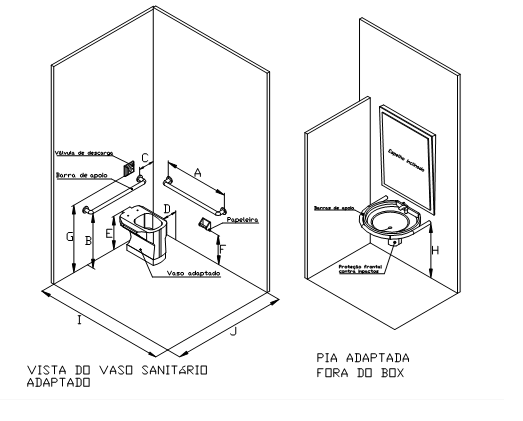 Válvula de descarga
C
A
Barra de apoio
Espelho inclinado
D
Barras de apoio
Papeleira
G
B
E
F
H
Vaso adaptado
Proteção frontal
contra impactos
I
J
VISTA DO VASO SANITÁRIO
ADAPTADO
PIA ADAPTADA
FORA DO BOX